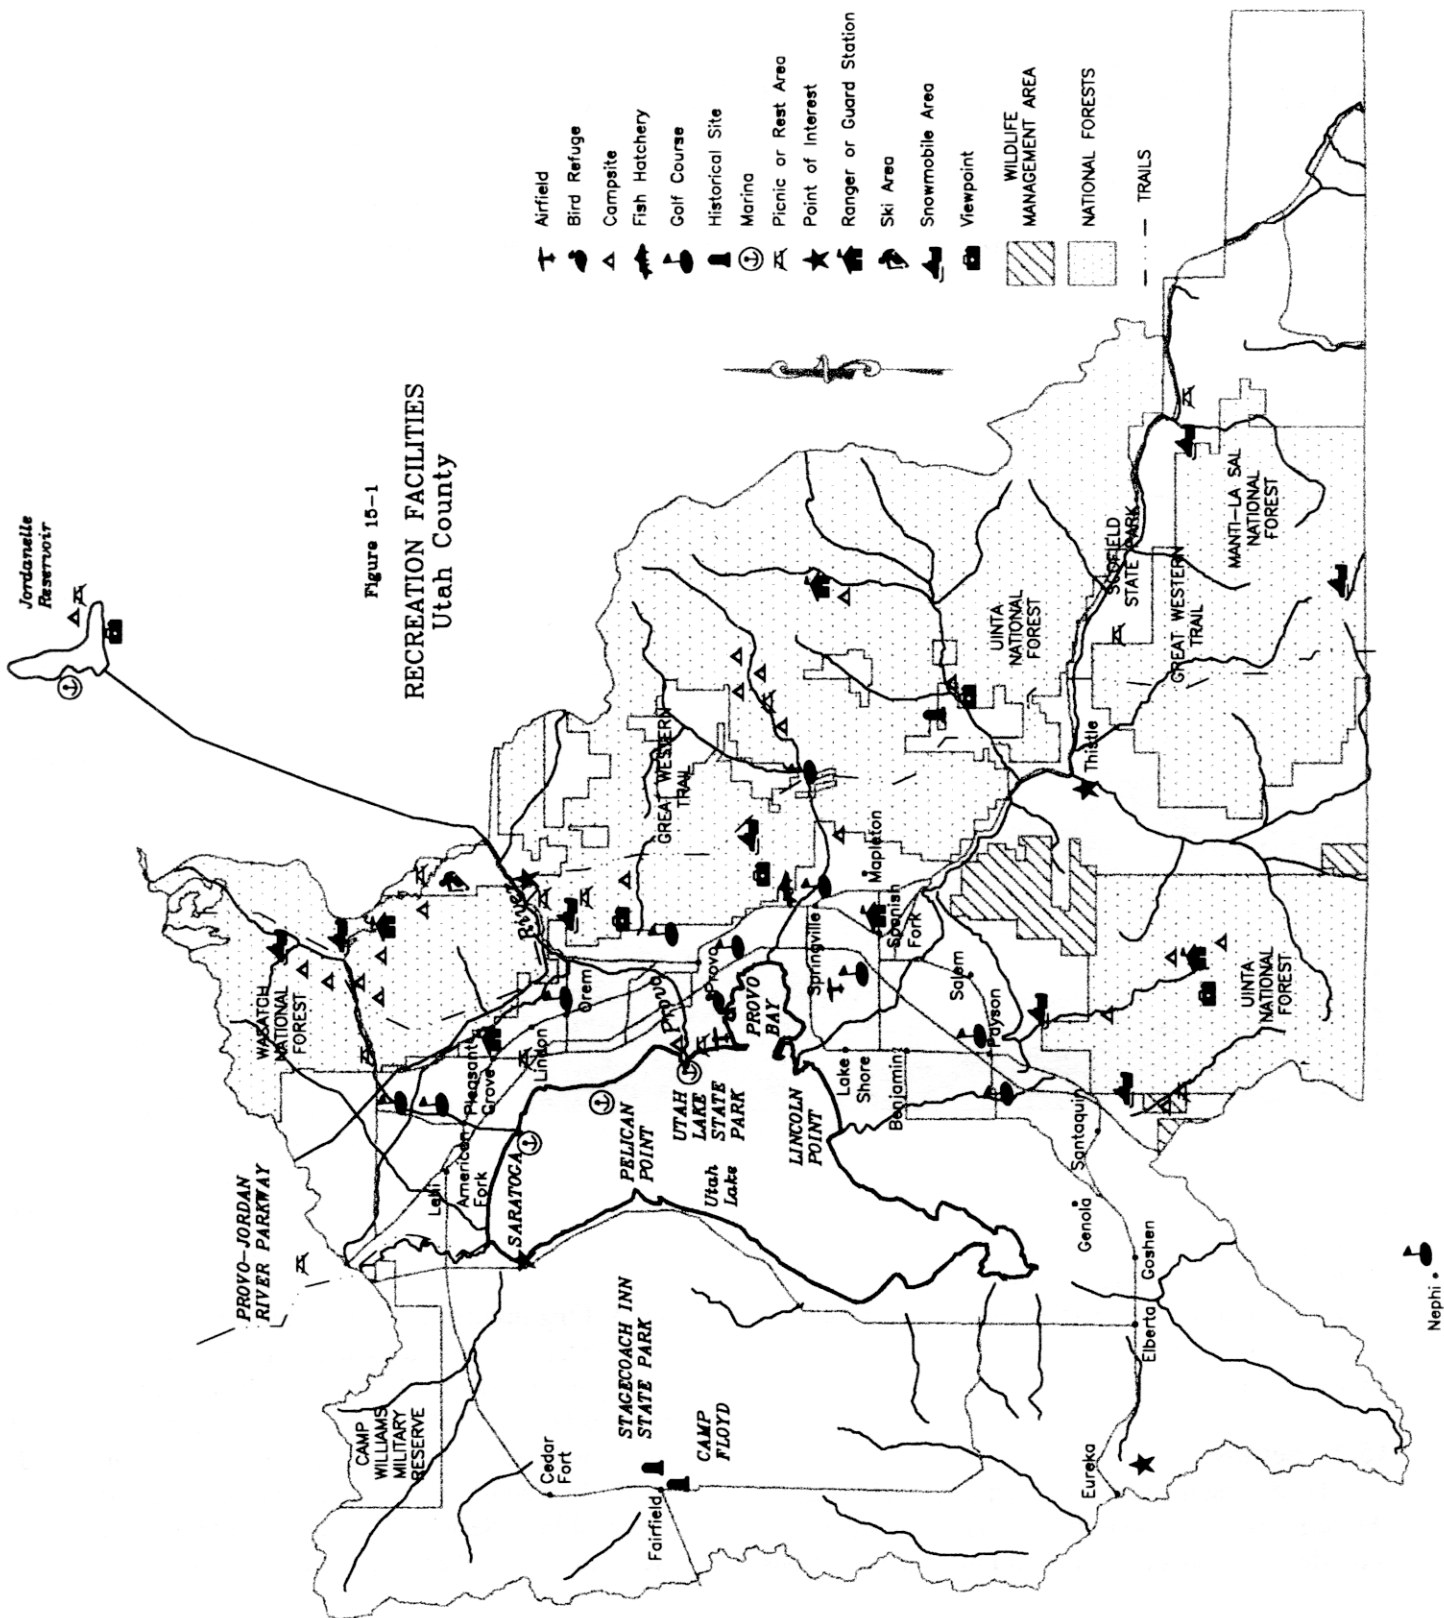 Figure 15-1
RECREATION FACILITIES
Utah County
Jordanelle
Reservoir
Airfield
Bird Refuge
Campsite
Fish Hatchery
Golf Course
Historical Site
Marina
Picnic or Rest Area
Point of Interest
Ranger or Guard Station
Ski Area
Snowmobile Area
Viewpoint
WILDLIFE
MANAGEMENT AREA
NATIONAL FORESTS
TRAILS
PROVO-JORDAN
RIVER PARKWAY
WASATCH
NATIONAL
FOREST
CAMP
WILLIAMS
MILITARY
RESERVE
Lehi
American
Fork
Pleasant
Grove
Lindon
Orem
River
Provo
SARATOGA
Cedar
Fort
STAGECOACH INN
STATE PARK
Fairfield
CAMP
FLOYD
PELICAN
POINT
UTAH
LAKE
STATE
PARK
Utah
Lake
Provo
PROVO
BAY
GREAT WESTERN
TRAIL
LINCOLN
POINT
Springville
Mapleton
Lake
Shore
Spanish
Fork
Benjamin
Salem
Payson
UINTA
NATIONAL
FOREST
Thistle
SCOFIELD
STATE PARK
GREAT WESTERN
TRAIL
MANTI-LA SAL
NATIONAL
FOREST
Santaquin
Genola
Goshen
Elberta
Eureka
UINTA
NATIONAL
FOREST
Nephi